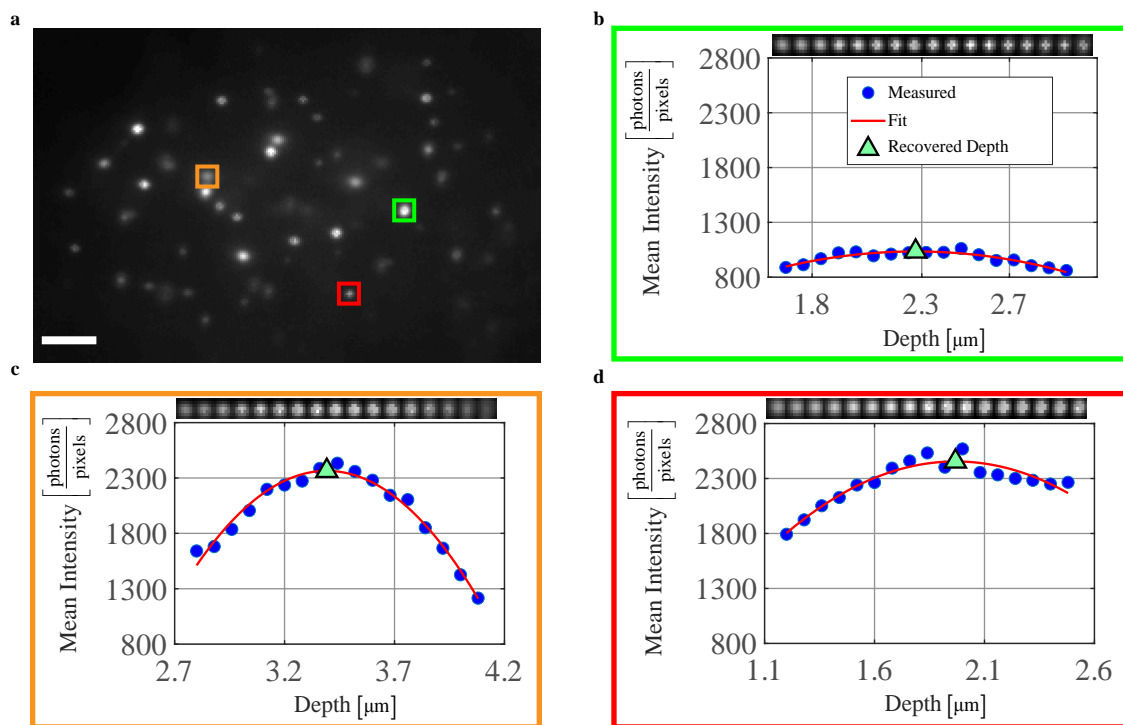 a
b
2800
2300
1800
1300
800
Mean Intensity [photons/pixels]
Measured
Fit
Recovered Depth
1.8
2.3
2.7
Depth [μm]
c
2800
2300
1800
1300
800
Mean Intensity [photons/pixels]
2.7
3.2
3.7
4.2
Depth [μm]
d
2800
2300
1800
1300
800
Mean Intensity [photons/pixels]
1.1
1.6
2.1
2.6
Depth [μm]